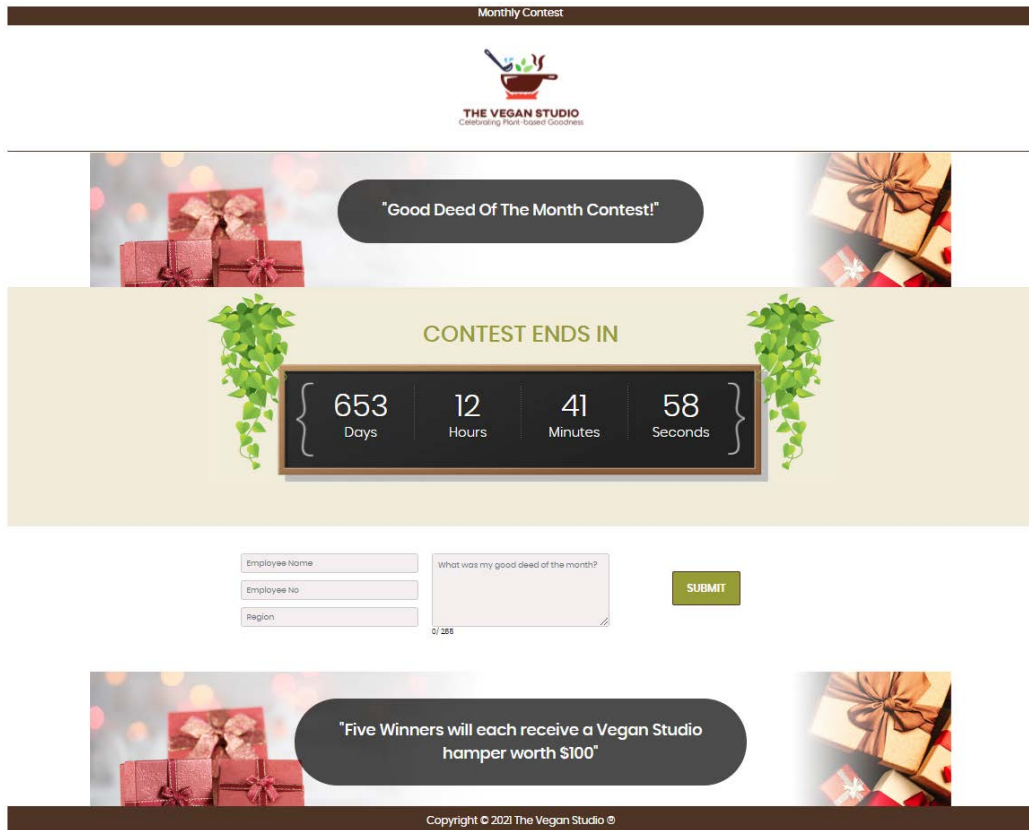 Monthly Contest
THE VEGAN STUDIO
Celebrating Plant-based Goodness
"Good Deed Of The Month Contest!"
CONTEST ENDS IN
653 12 41 58
Days Hours Minutes Seconds
Employee Name
Employee No
Region
What was my good deed of the month?
0/ 255
SUBMIT
"Five Winners will each receive a Vegan Studio
hamper worth $100"
Copyright © 2021 The Vegan Studio ®